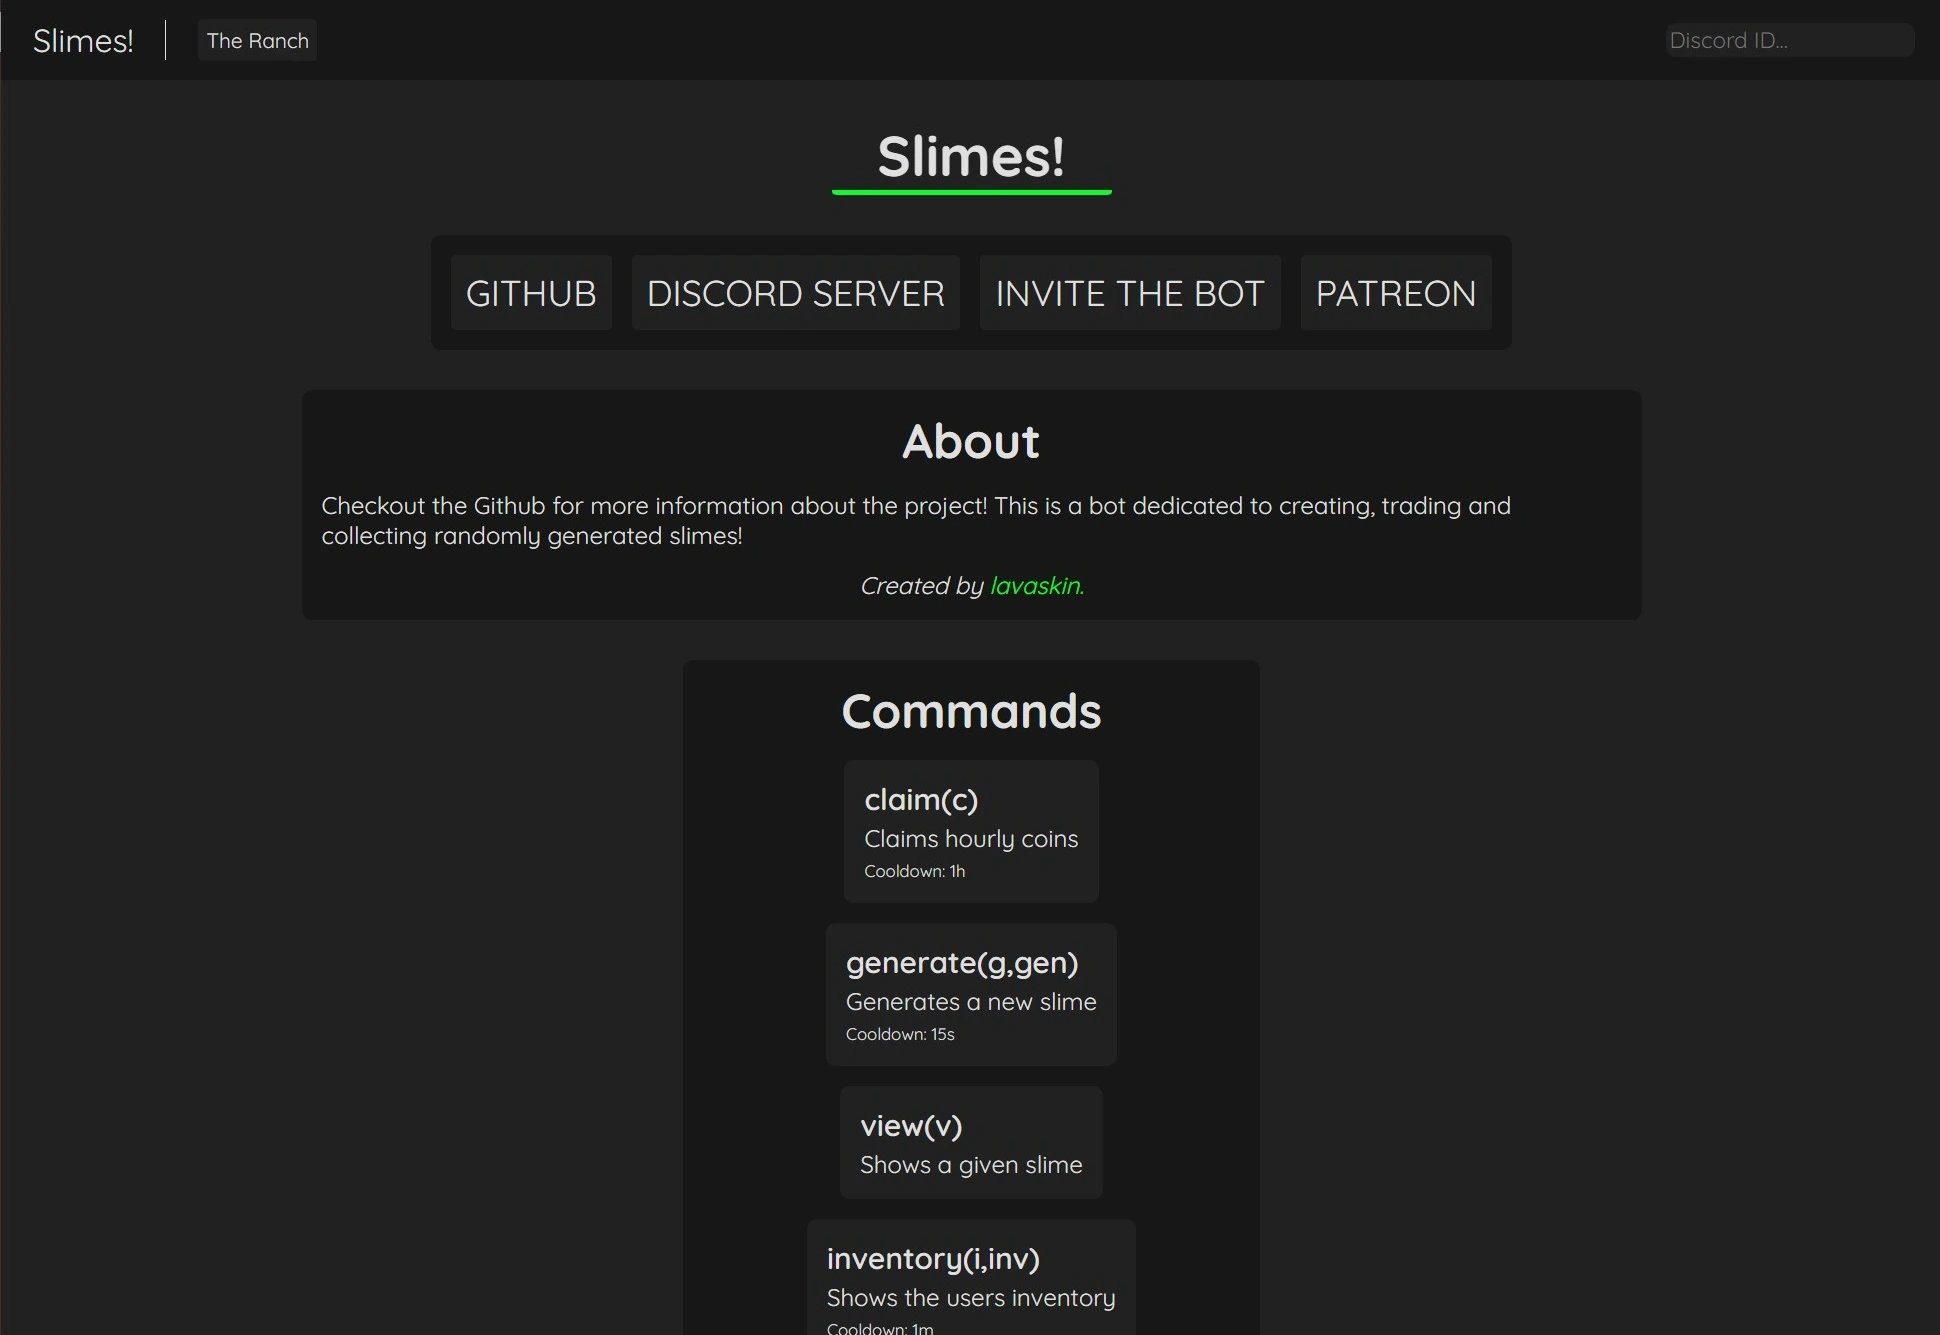 Slimes!
The Ranch
Discord ID...
Slimes!
GITHUB
DISCORD SERVER
INVITE THE BOT
PATREON
About
Checkout the Github for more information about the project! This is a bot dedicated to creating, trading and
collecting randomly generated slimes!
Created by lavaskin.
Commands
claim(c)
Claims hourly coins
Cooldown: 1h
generate(g,gen)
Generates a new slime
Cooldown: 15s
view(v)
Shows a given slime
inventory(i,inv)
Shows the users inventory
Cooldown: 1m